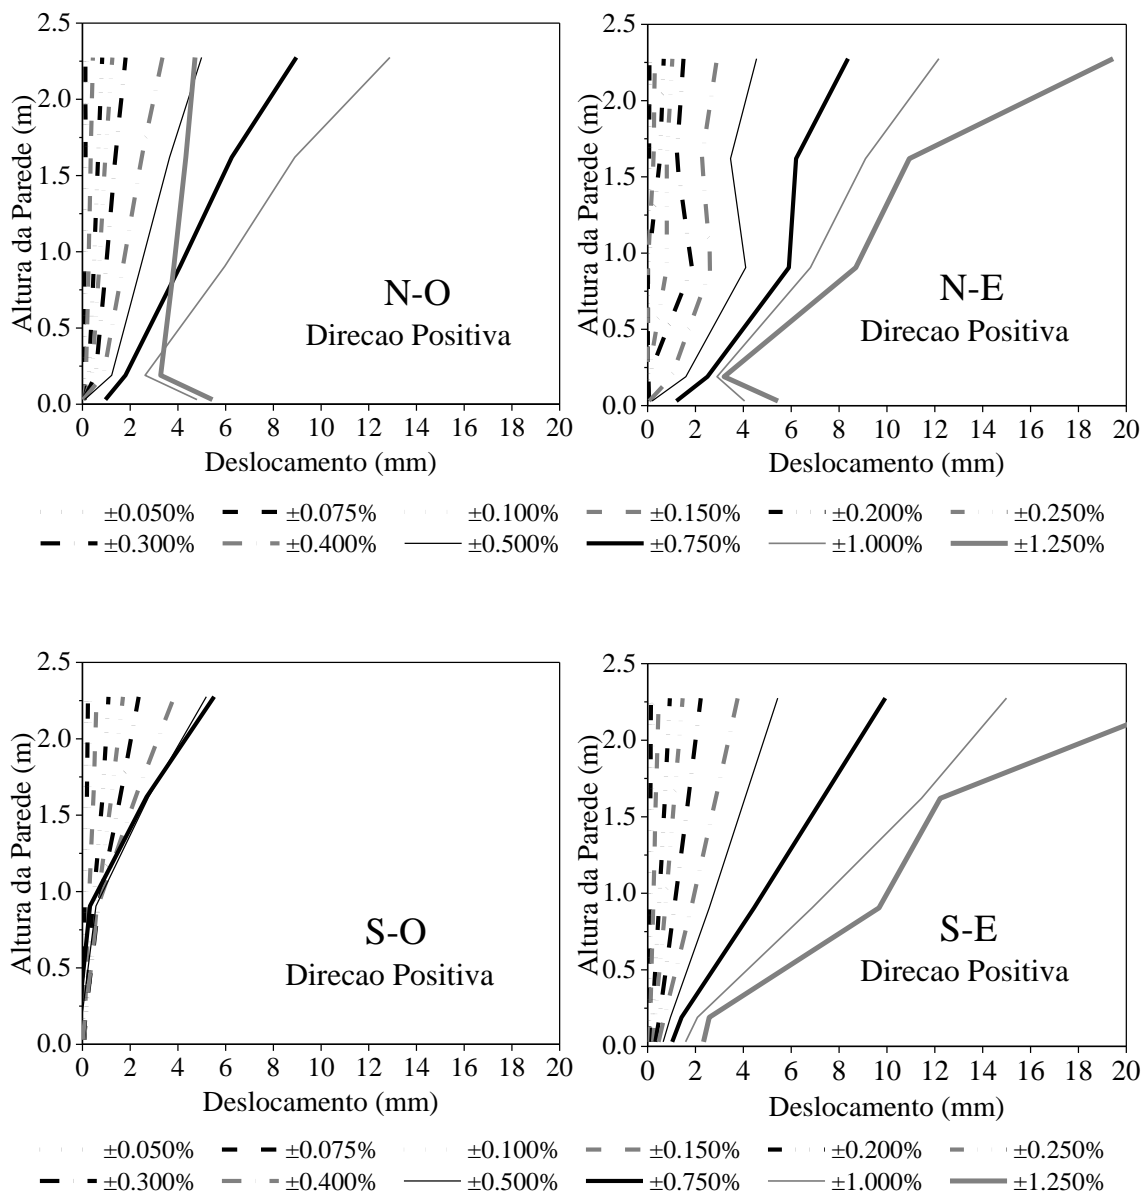 2.5
2.0
1.5
1.0
0.5
0.0
Altura da Parede (m)
N-O
Direcao Positiva
0 2 4 6 8 10 12 14 16 18 20
Deslocamento (mm)
2.5
2.0
1.5
1.0
0.5
0.0
Altura da Parede (m)
N-E
Direcao Positiva
0 2 4 6 8 10 12 14 16 18 20
Deslocamento (mm)
±0.050% ±0.075% ±0.100% ±0.150% ±0.200% ±0.250%
±0.300% ±0.400% ±0.500% ±0.750% ±1.000% ±1.250%
2.5
2.0
1.5
1.0
0.5
0.0
Altura da Parede (m)
S-O
Direcao Positiva
0 2 4 6 8 10 12 14 16 18 20
Deslocamento (mm)
2.5
2.0
1.5
1.0
0.5
0.0
Altura da Parede (m)
S-E
Direcao Positiva
0 2 4 6 8 10 12 14 16 18 20
Deslocamento (mm)
±0.050% ±0.075% ±0.100% ±0.150% ±0.200% ±0.250%
±0.300% ±0.400% ±0.500% ±0.750% ±1.000% ±1.250%